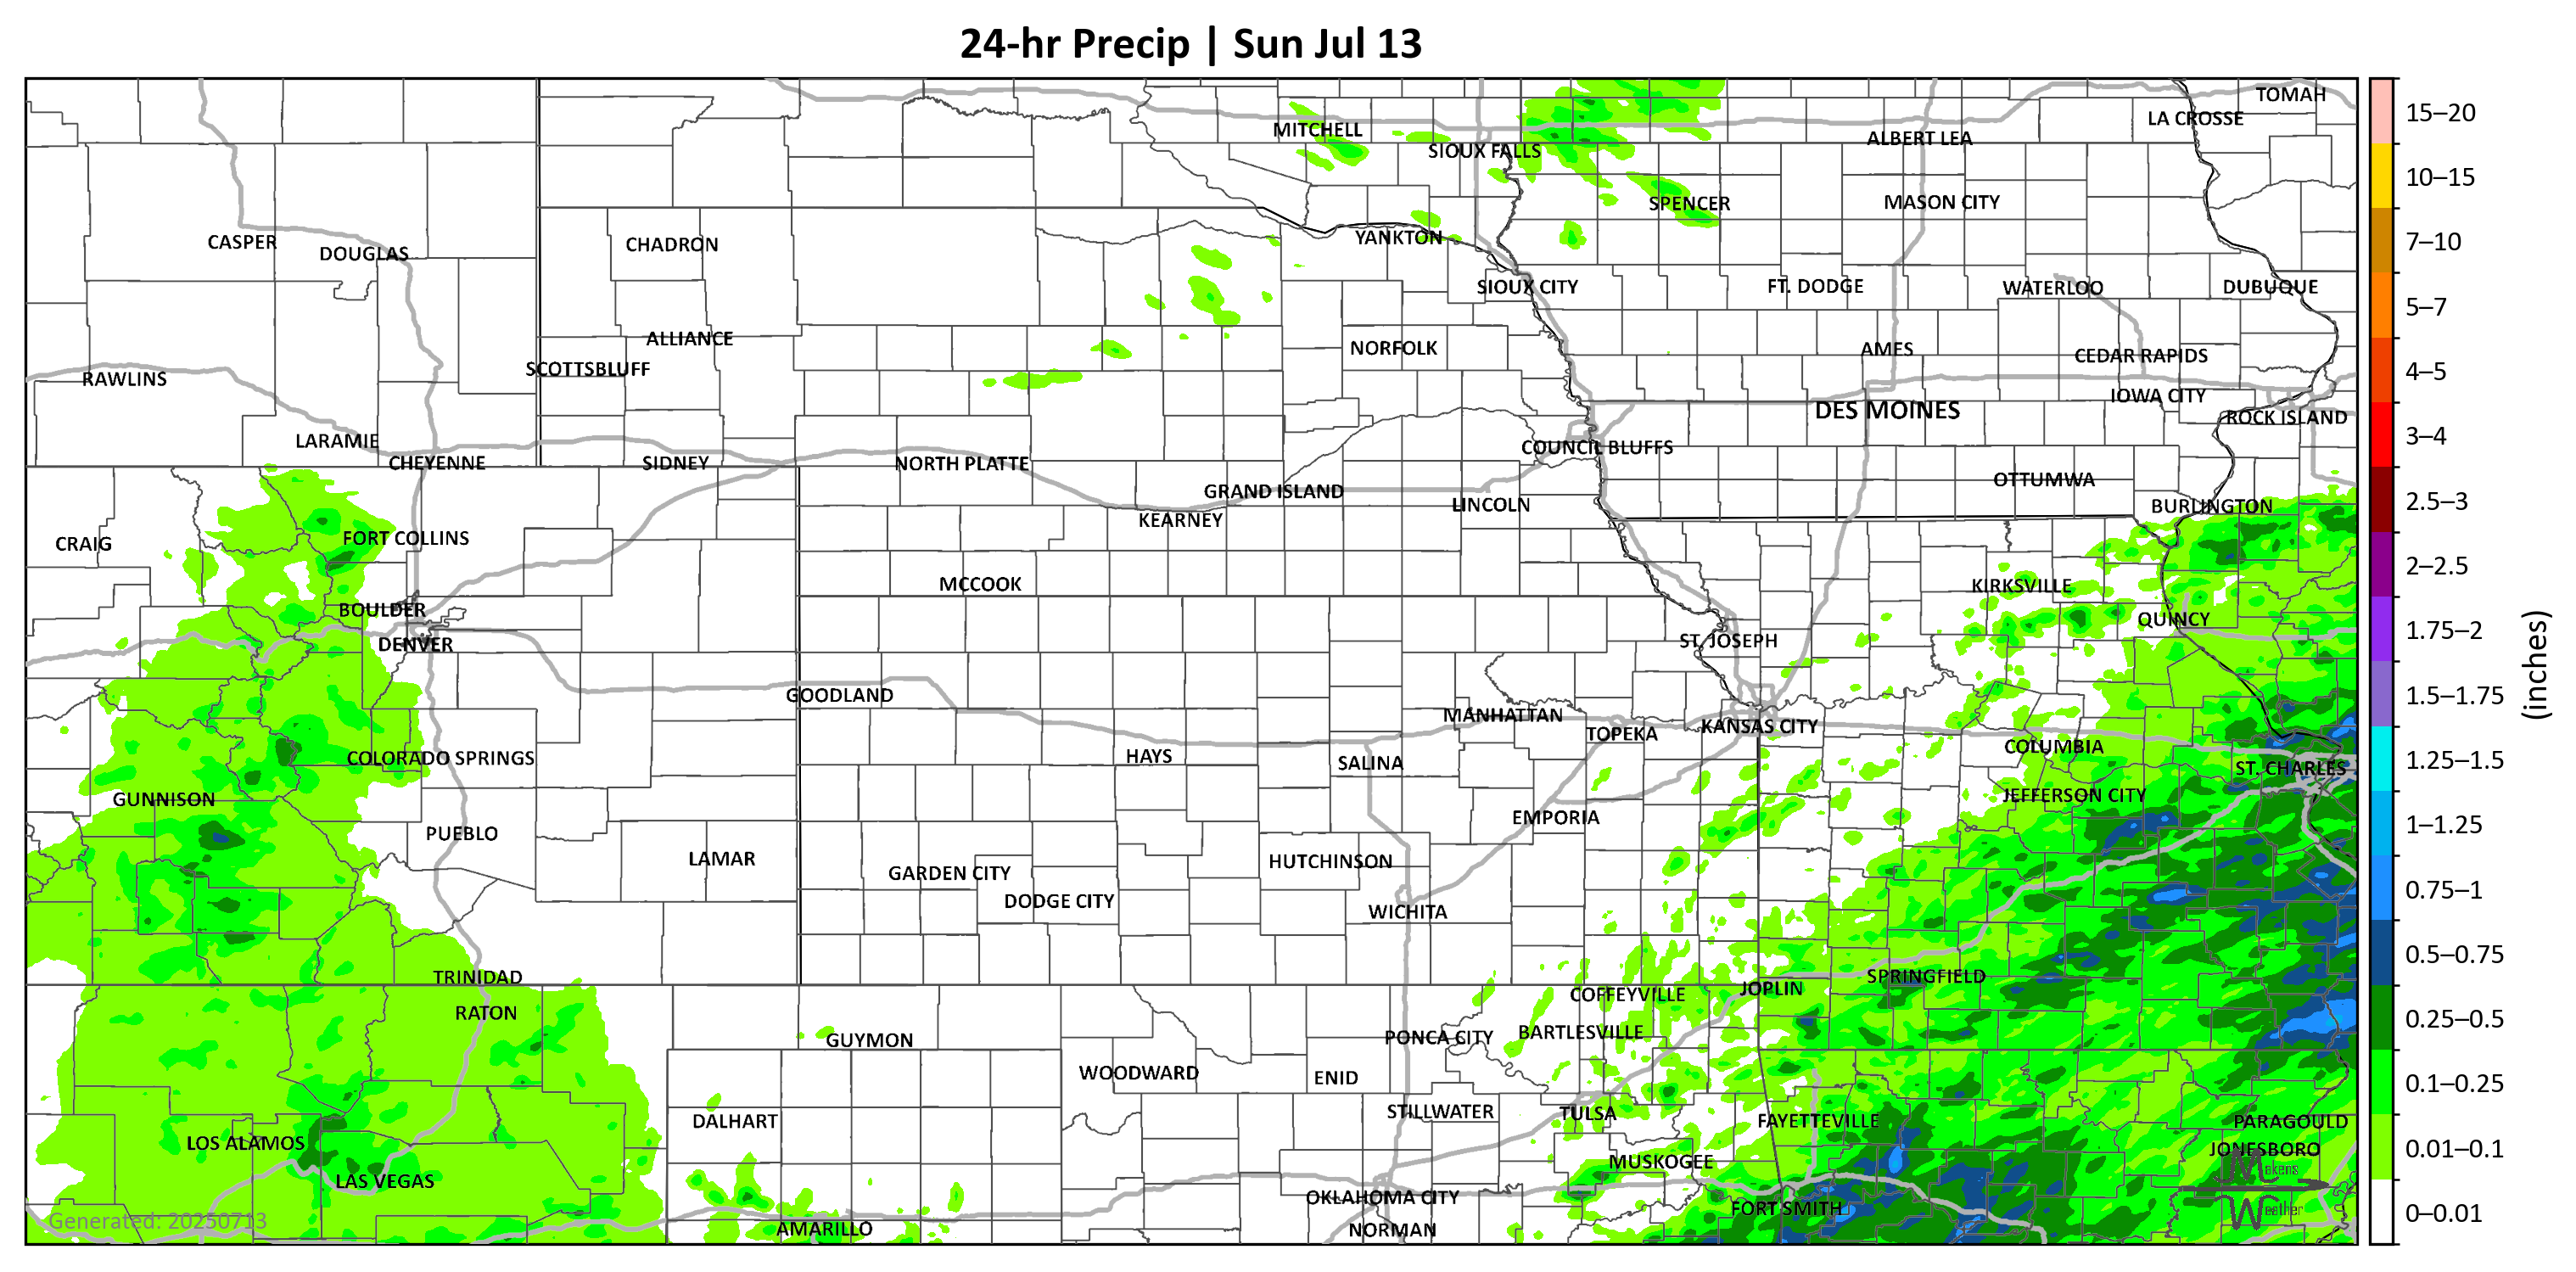 24-hr Precip | Sun Jul 13
TOMAH
LA CROSSE
MITCHELL
ALBERT LEA
SIOUX FALLS
SPENCER
MASON CITY
CASPER
DOUGLAS
CHADRON
YANKTON
SIOUX CITY
FT. DODGE
WATERLOO
DUBUQUE
ALLIANCE
NORFOLK
AMES
CEDAR RAPIDS
SCOTTSBLUFF
RAWLINS
IOWA CITY
DES MOINES
ROCK ISLAND
LARAMIE
COUNCIL BLUFFS
CHEYENNE
SIDNEY
NORTH PLATTE
OTTUMWA
GRAND ISLAND
LINCOLN
BURLINGTON
KEARNEY
CRAIG
FORT COLLINS
MCCOOK
KIRKSVILLE
BOULDER
QUINCY
DENVER
ST. JOSEPH
GOODLAND
MANHATTAN
TOPEKA
KANSAS CITY
COLUMBIA
COLORADO SPRINGS
HAYS
SALINA
ST. CHARLES
GUNNISON
JEFFERSON CITY
EMPORIA
PUEBLO
LAMAR
HUTCHINSON
GARDEN CITY
DODGE CITY
WICHITA
TRINIDAD
SPRINGFIELD
JOPLIN
COFFEYVILLE
RATON
GUYMON
PONCA CITY
BARTLESVILLE
WOODWARD
ENID
STILLWATER
TULSA
DALHART
FAYETTEVILLE
PARAGOULD
LOS ALAMOS
JONESBORO
MUSKOGEE
Makens
LAS VEGAS
OKLAHOMA CITY
FORT SMITH
Weather
Generated: 20250713
AMARILLO
NORMAN
15–20
10–15
7–10
5–7
4–5
3–4
2.5–3
2–2.5
1.75–2
1.5–1.75
1.25–1.5
1–1.25
0.75–1
0.5–0.75
0.25–0.5
0.1–0.25
0.01–0.1
0–0.01
(inches)